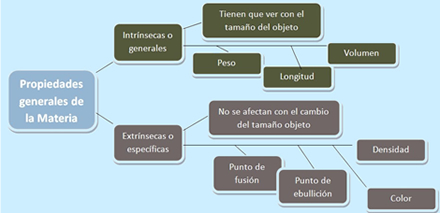 Propiedades
generales de
la Materia
Intrínsecas o
generales
Tienen que ver con el
tamaño del objeto
Peso
Longitud
Volumen
Extrínsecas o
específicas
No se afectan con el cambio
del tamaño objeto
Punto de
fusión
Punto de
ebullición
Densidad
Color